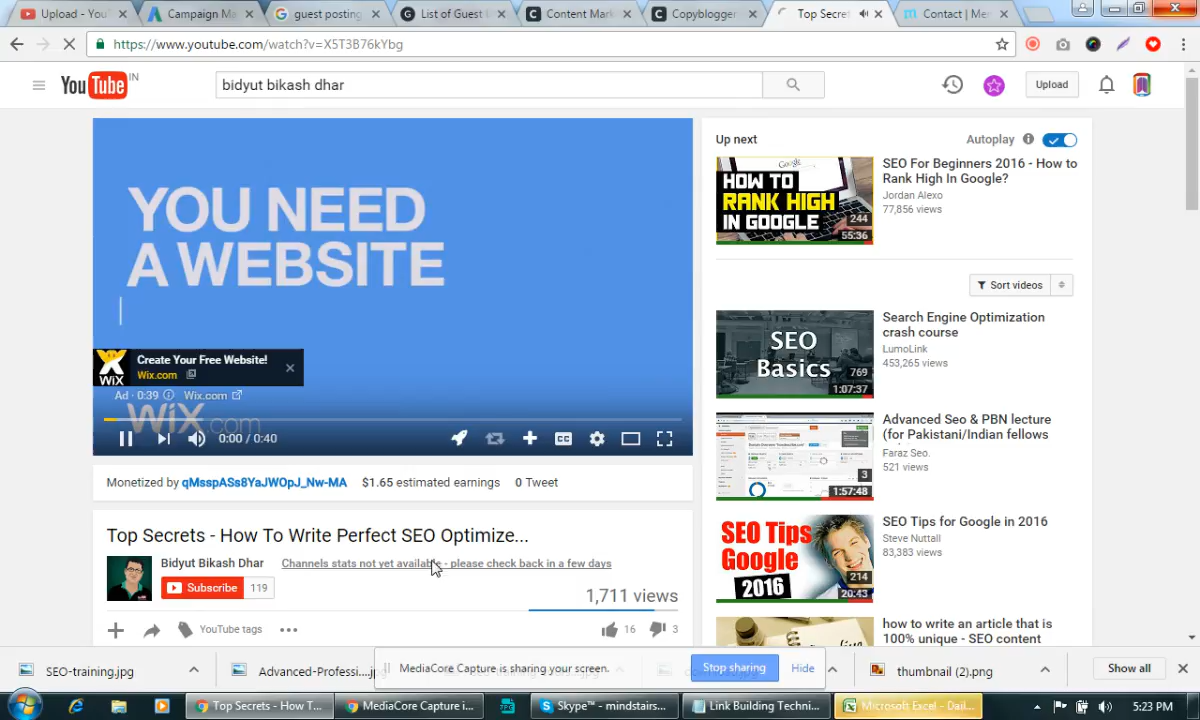 Upload - You
Campaign M
guest posting
List of Guest
Content Mark
Copyblogger
Top Secre
Contact | Me
https://www.youtube.com/watch?v=X5T3B76kYbg
YouTube IN
bidyut bikash dhar
Upload
YOU NEED
A WEBSITE
WiX
Create Your Free Website!
Wix.com
Ad · 0:39
Wix.com
WiX.com
0:00 / 0:40
CC
Monetized by qMsspASs8YaJWOpJ_Nw-MA
$1.65 estimated earnings
0 Tweet
Top Secrets - How To Write Perfect SEO Optimize...
Bidyut Bikash Dhar
Channels stats not yet available - please check back in a few days
Subscribe
119
1,711 views
YouTube tags
16
3
Up next
Autoplay
Google
HOW TO
RANK HIGH
IN GOOGLE
244
55:36
SEO For Beginners 2016 - How to
Rank High In Google?
Jordan Alexo
77,856 views
Sort videos
SEO
Basics
769
1:07:37
Search Engine Optimization
crash course
LumoLink
453,265 views
3
1:57:48
Advanced Seo & PBN lecture
(for Pakistani/Indian fellows
Faraz Seo.
521 views
SEO Tips
Google
2016
214
20:43
SEO Tips for Google in 2016
Steve Nuttall
83,383 views
how to write an article that is
100% unique - SEO content
SEO-training.jpg
Advanced-Professi....jpg
MediaCore Capture is sharing your screen.
Stop sharing
Hide
thumbnail (2).png
Show all
Top Secrets - How T...
MediaCore Capture i...
Skype™ - mindstairs...
Link Building Techni...
Microsoft Excel - Dail...
5:23 PM